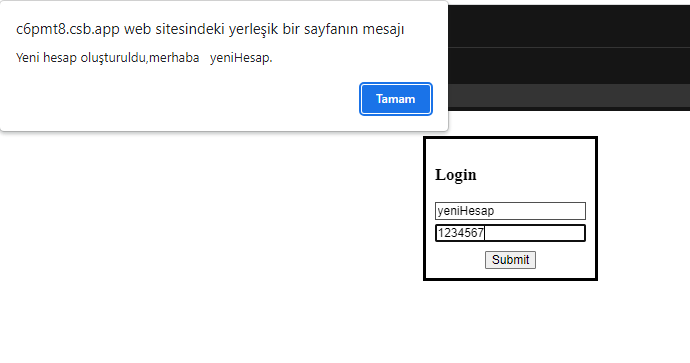 c6pmt8.csb.app web sitesindeki yerleşik bir sayfanın mesajı
Yeni hesap oluşturuldu,merhaba   yeniHesap.
Tamam
Login
yeniHesap
1234567
Submit